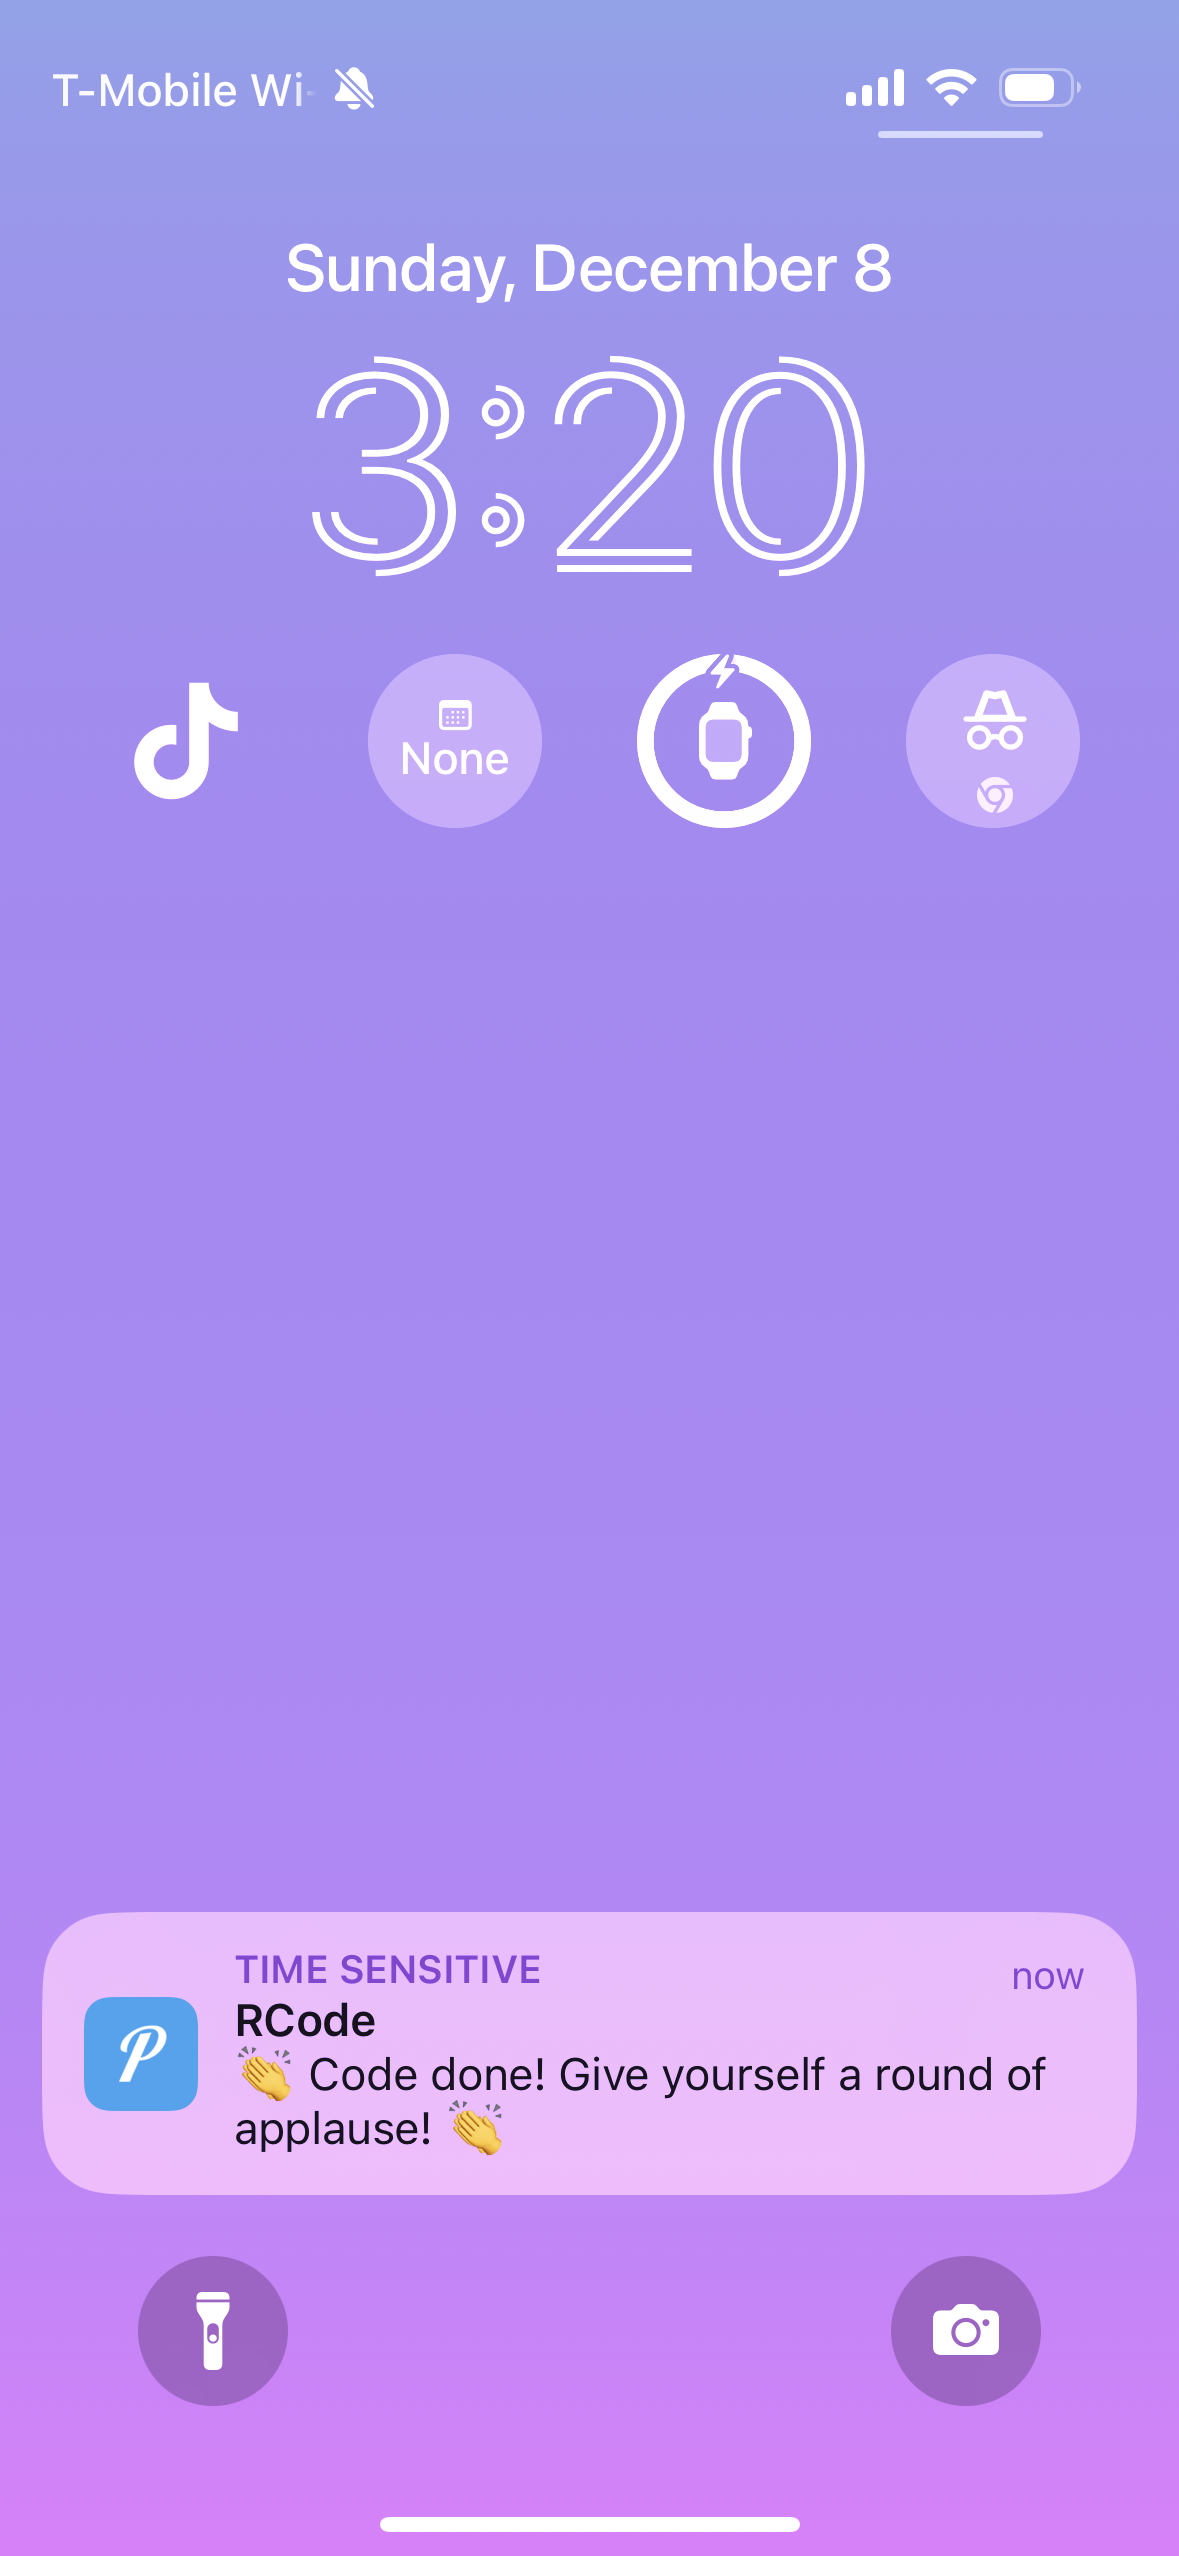 T-Mobile Wi-
Sunday, December 8
3:20
None
TIME SENSITIVE
now
RCode
👏 Code done! Give yourself a round of
applause! 👏